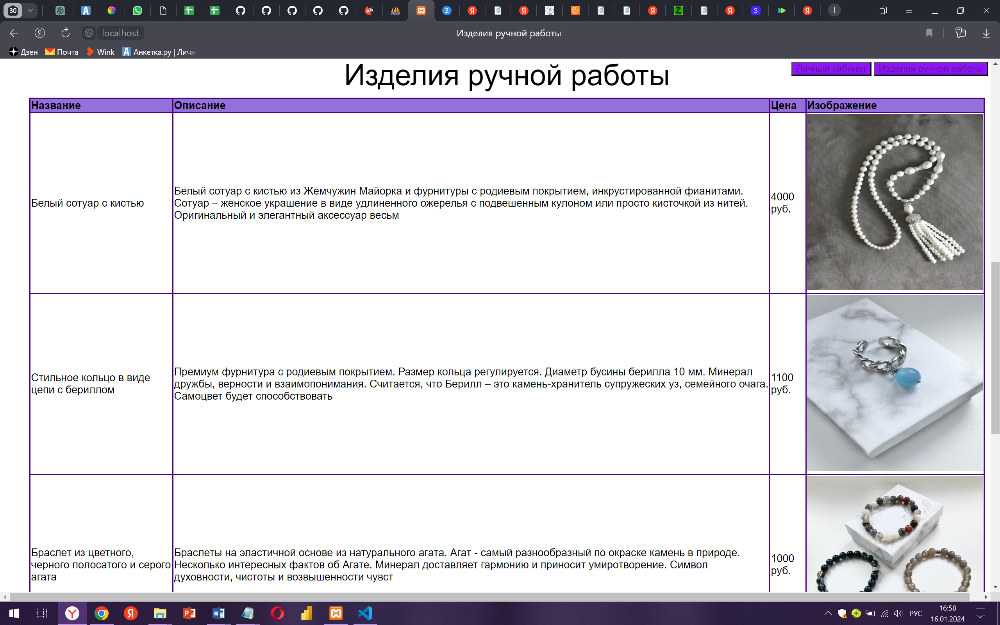 30
2
S
localhost
Изделия ручной работы
Дзен
Почта
Wink
Анкетка.ру | Личн
Изделия ручной работы
Личный кабинет
Изделия ручной работы
Название
Описание
Цена
Изображение
Белый сотуар с кистью
Белый сотуар с кистью из Жемчужин Майорка и фурнитуры с родиевым покрытием, инкрустированной фианитами.
Сотуар – женское украшение в виде удлиненного ожерелья с подвешенным кулоном или просто кисточкой из нитей.
Оригинальный и элегантный аксессуар весьм
4000
руб.
Стильное кольцо в виде
цепи с бериллом
Премиум фурнитура с родиевым покрытием. Размер кольца регулируется. Диаметр бусины берилла 10 мм. Минерал
дружбы, верности и взаимопонимания. Считается, что Берилл – это камень-хранитель супружеских уз, семейного очага.
Самоцвет будет способствовать
1100
руб.
Браслет из цветного,
черного полосатого и серого
агата
Браслеты на эластичной основе из натурального агата. Агат - самый разнообразный по окраске камень в природе.
Несколько интересных фактов об Агате. Минерал доставляет гармонию и приносит умиротворение. Символ
духовности, чистоты и возвышенности чувст
1000
руб.
РУС
16:58
16.01.2024